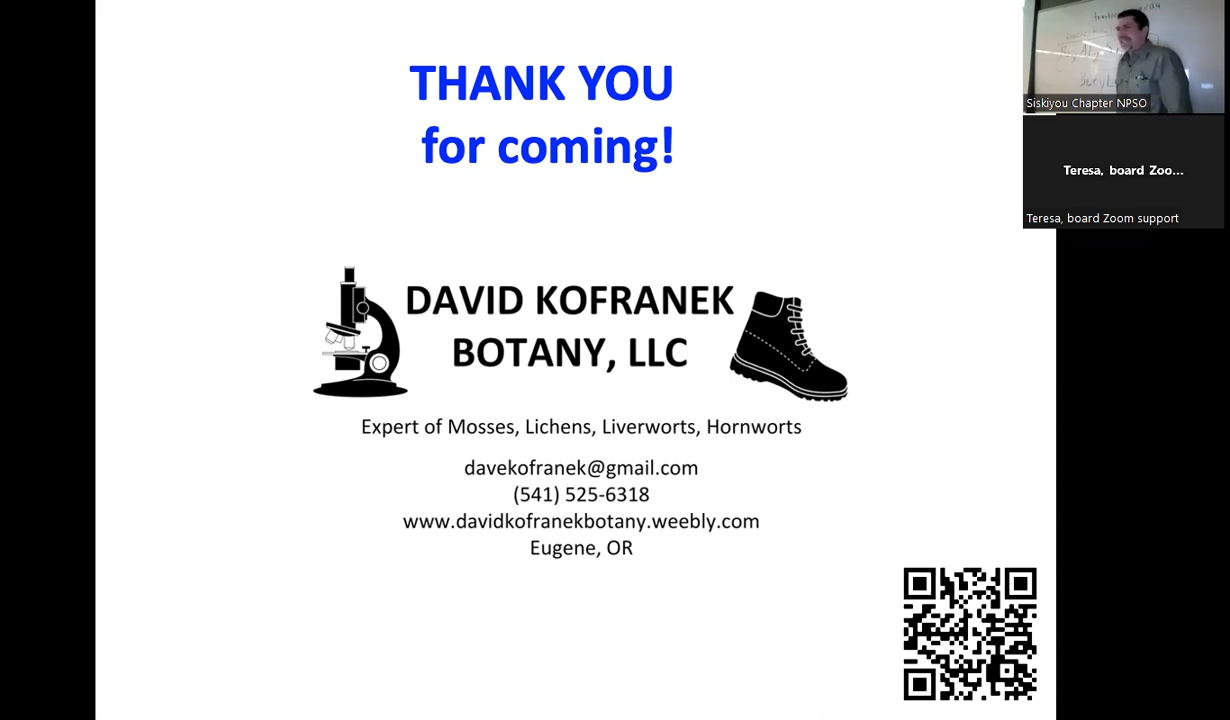 THANK YOU
for coming!
DAVID KOFRANEK
BOTANY, LLC
Expert of Mosses, Lichens, Liverworts, Hornworts
davekofranek@gmail.com
(541) 525-6318
www.davidkofranekbotany.weebly.com
Eugene, OR
Siskiyou Chapter NPSO
Teresa, board Zoo...
Teresa, board Zoom support